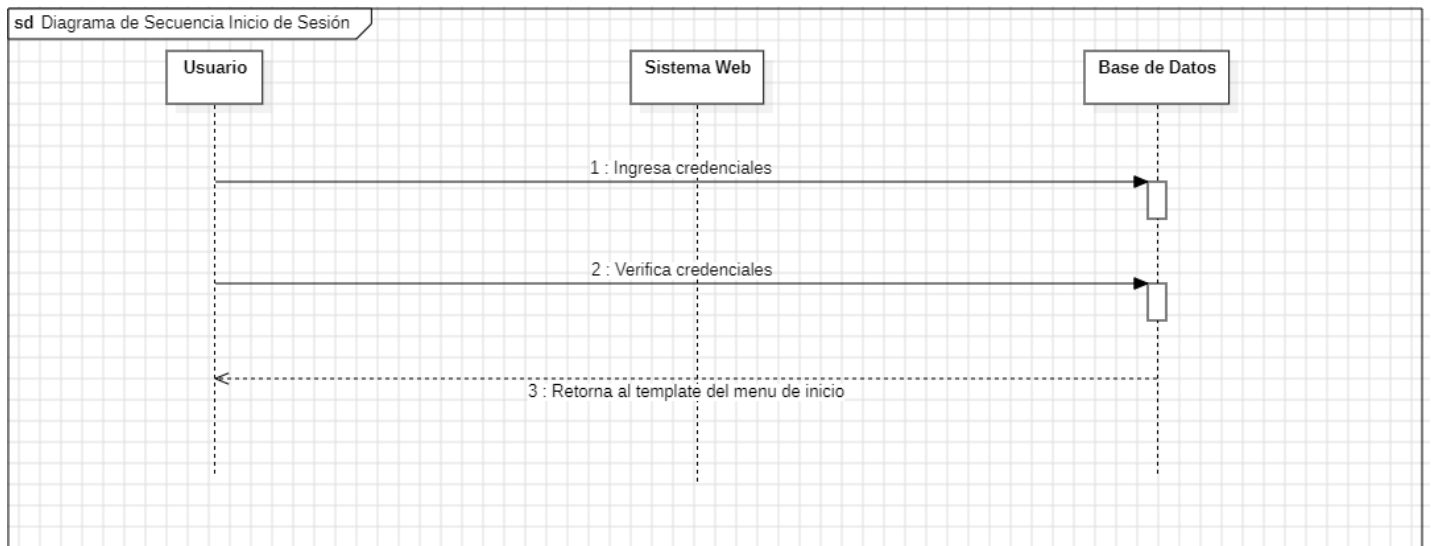 sd Diagrama de Secuencia Inicio de Sesión
Usuario
Sistema Web
Base de Datos
1 : Ingresa credenciales
2 : Verifica credenciales
3 : Retorna al template del menu de inicio